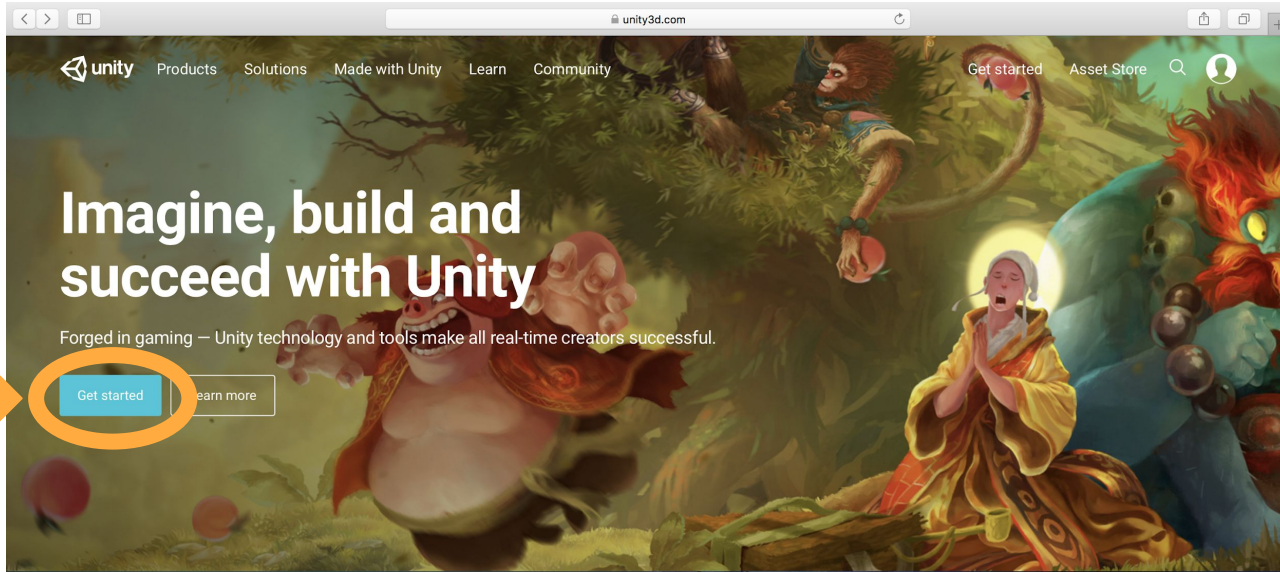 unity3d.com
unity Products Solutions Made with Unity Learn Community Get started Asset Store
Imagine, build and
succeed with Unity
Forged in gaming — Unity technology and tools make all real-time creators successful.
Get started earn more